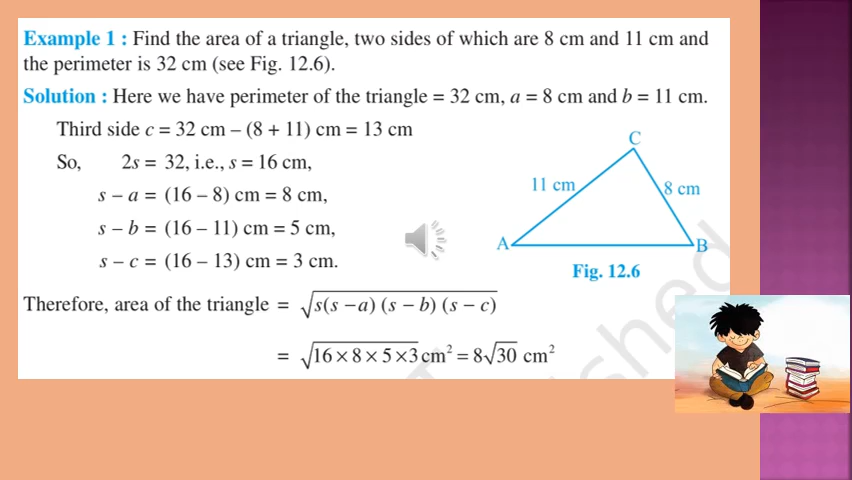 Example 1 : Find the area of a triangle, two sides of which are 8 cm and 11 cm and
the perimeter is 32 cm (see Fig. 12.6).
Solution : Here we have perimeter of the triangle = 32 cm, a = 8 cm and b = 11 cm.
Third side c = 32 cm – (8 + 11) cm = 13 cm
So, 2s = 32, i.e., s = 16 cm,
s – a = (16 – 8) cm = 8 cm,
s – b = (16 – 11) cm = 5 cm,
s – c = (16 – 13) cm = 3 cm.
C
11 cm
8 cm
A
B
Fig. 12.6
Therefore, area of the triangle = √s(s – a) (s – b) (s – c)
= √16 × 8 × 5 × 3 cm² = 8√30 cm²